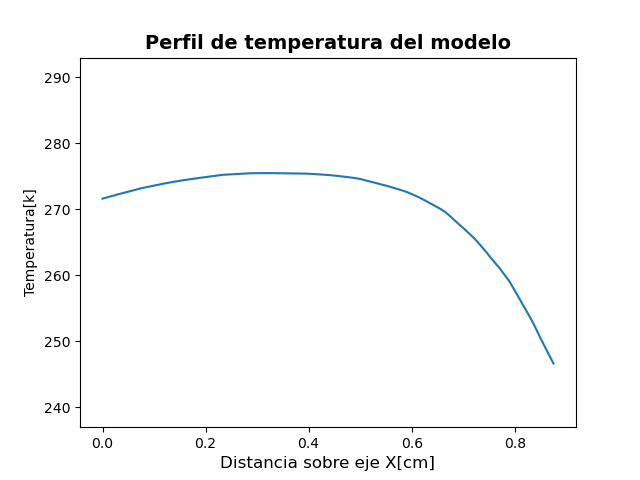 Perfil de temperatura del modelo
290
280
270
260
250
240
Temperatura[k]
0.0 0.2 0.4 0.6 0.8
Distancia sobre eje X[cm]